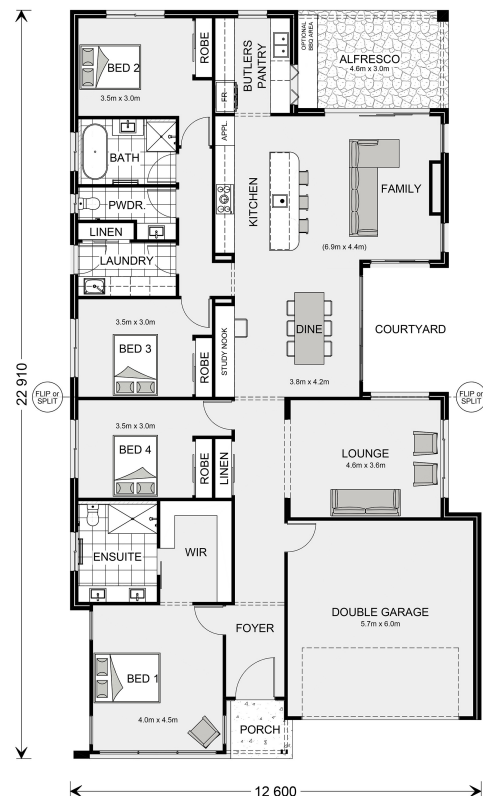 BED 2
3.5m x 3.0m
ROBE
BUTLERS
PANTRY
FR
OPTIONAL
BBQ AREA
ALFRESCO
4.6m x 3.0m
BATH
APPL
KITCHEN
FAMILY
(6.9m x 4.4m)
PWDR.
LINEN
LAUNDRY
3.5m x 3.0m
BED 3
ROBE
STUDY NOOK
DINE
3.8m x 4.2m
COURTYARD
22 910
FLIP or
SPLIT
FLIP or
SPLIT
3.5m x 3.0m
BED 4
ROBE
LINEN
LOUNGE
4.6m x 3.6m
ENSUITE
WIR
DOUBLE GARAGE
5.7m x 6.0m
FOYER
BED 1
4.0m x 4.5m
PORCH
12 600